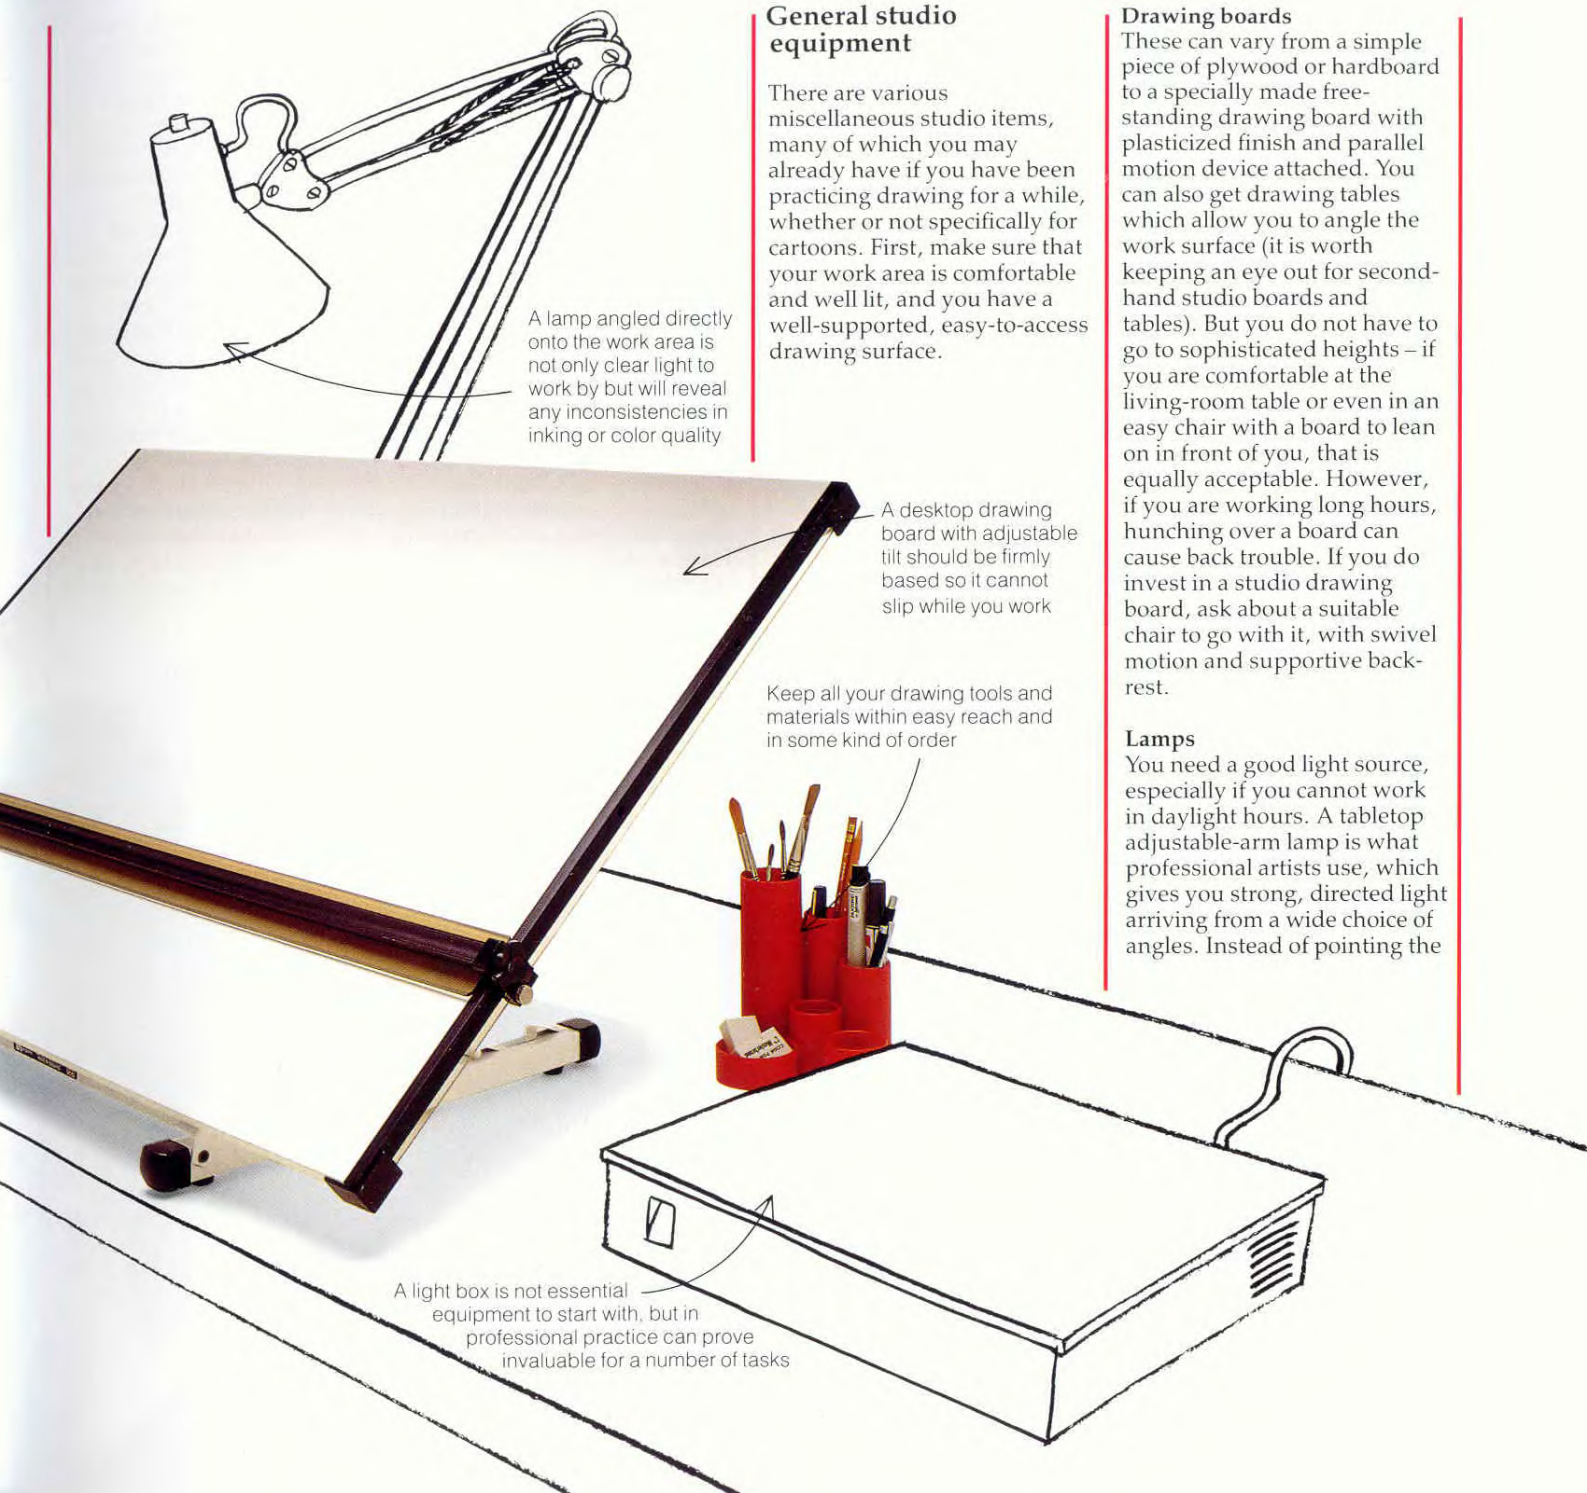 General studio
equipment
There are various
miscellaneous studio items,
many of which you may
already have if you have been
practicing drawing for a while,
whether or not specifically for
cartoons. First, make sure that
your work area is comfortable
and well lit, and you have a
well-supported, easy-to-access
drawing surface.
A lamp angled directly
onto the work area is
not only clear light to
work by but will reveal
any inconsistencies in
inking or color quality
A desktop drawing
board with adjustable
tilt should be firmly
based so it cannot
slip while you work
Keep all your drawing tools and
materials within easy reach and
in some kind of order
A light box is not essential
equipment to start with, but in
professional practice can prove
invaluable for a number of tasks
Drawing boards
These can vary from a simple
piece of plywood or hardboard
to a specially made free-
standing drawing board with
plasticized finish and parallel
motion device attached. You
can also get drawing tables
which allow you to angle the
work surface (it is worth
keeping an eye out for second-
hand studio boards and
tables). But you do not have to
go to sophisticated heights – if
you are comfortable at the
living-room table or even in an
easy chair with a board to lean
on in front of you, that is
equally acceptable. However,
if you are working long hours,
hunching over a board can
cause back trouble. If you do
invest in a studio drawing
board, ask about a suitable
chair to go with it, with swivel
motion and supportive back-
rest.
Lamps
You need a good light source,
especially if you cannot work
in daylight hours. A tabletop
adjustable-arm lamp is what
professional artists use, which
gives you strong, directed light
arriving from a wide choice of
angles. Instead of pointing the